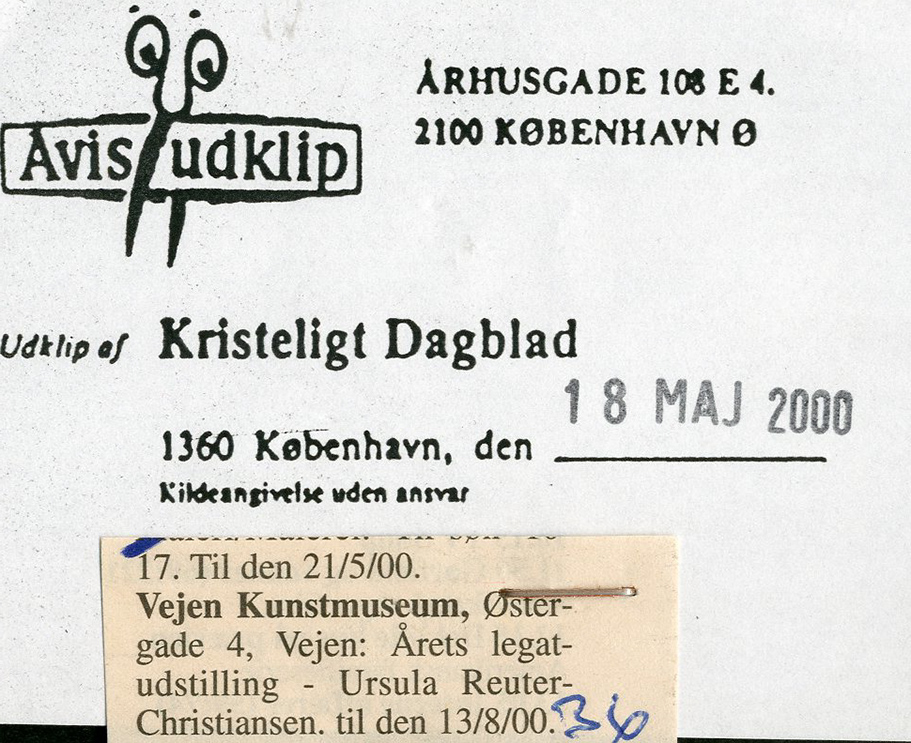 Avis udklip
ÅRHUSGADE 108 E 4.
2100 KØBENHAVN Ø
Udklip af Kristeligt Dagblad
18 MAJ 2000
1360 København, den
Kildeangivelse uden ansvar
17. Til den 21/5/00.
Vejen Kunstmuseum, Øster-
gade 4, Vejen: Årets legat-
udstilling - Ursula Reuter-
Christiansen. til den 13/8/00.